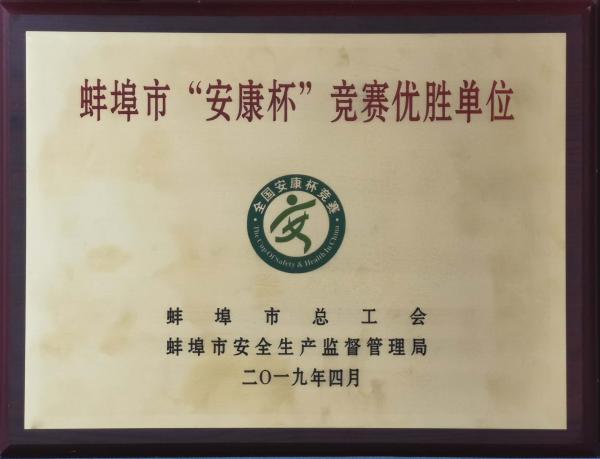 蚌埠市“安康杯”竞赛优胜单位
全国安康杯竞赛
安
The Cup Of Safety & Health In China
蚌埠市总工会
蚌埠市安全生产监督管理局
二〇一九年四月